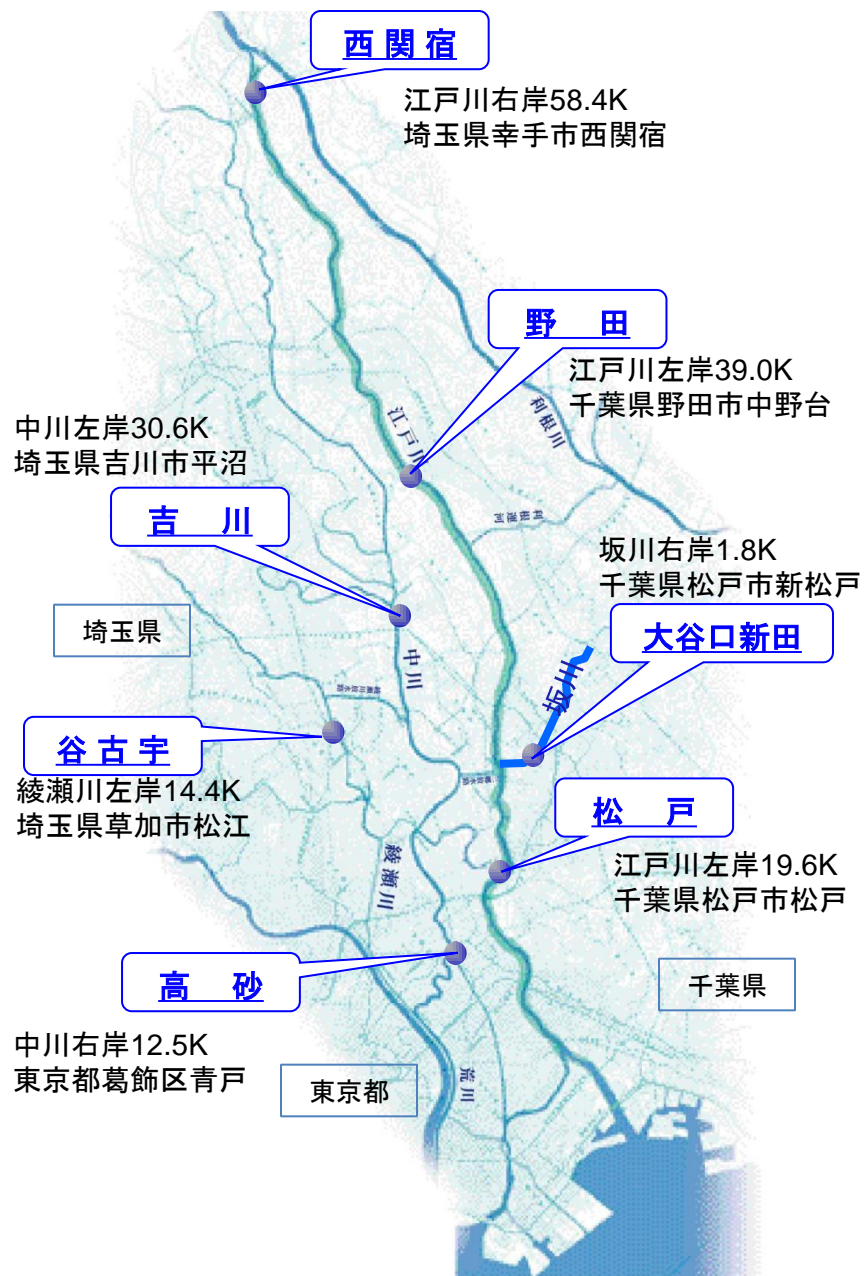 西関宿
江戸川右岸58.4K
埼玉県幸手市西関宿
野　田
江戸川左岸39.0K
千葉県野田市中野台
利根川
江戸川
中川左岸30.6K
埼玉県吉川市平沼
吉　川
利根運河
坂川右岸1.8K
千葉県松戸市新松戸
大谷口新田
埼玉県
中川
坂川
谷古宇
綾瀬川左岸14.4K
埼玉県草加市松江
松　戸
江戸川左岸19.6K
千葉県松戸市松戸
綾瀬川
高　砂
千葉県
中川右岸12.5K
東京都葛飾区青戸
東京都
荒川